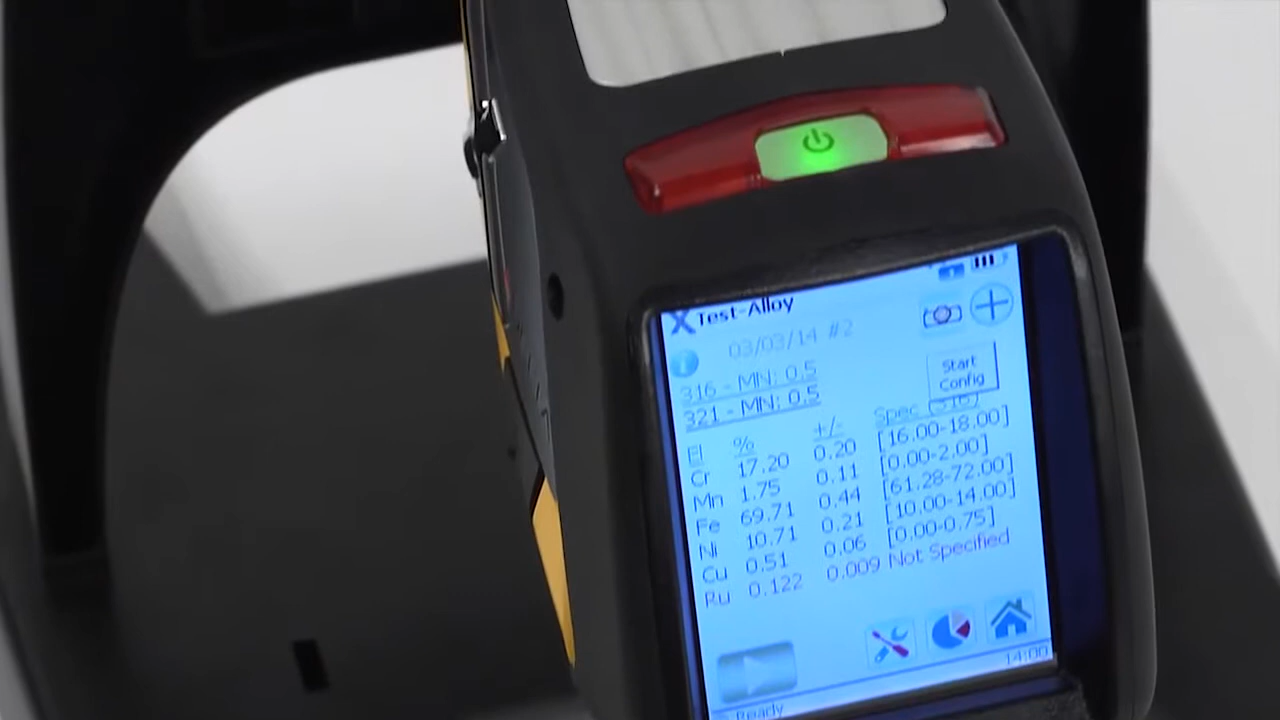 Test-Alloy
03/03/14 #2
316 - MN: 0.5
321 - MN: 0.5
Start
Config
El % +/- Spec (316)
Cr 17.20 0.20 [16.00-18.00]
Mn 1.75 0.11 [0.00-2.00]
Fe 69.71 0.44 [61.28-72.00]
Ni 10.71 0.21 [10.00-14.00]
Cu 0.51 0.06 [0.00-0.75]
Ru 0.122 0.009 Not Specified
14:00
Ready